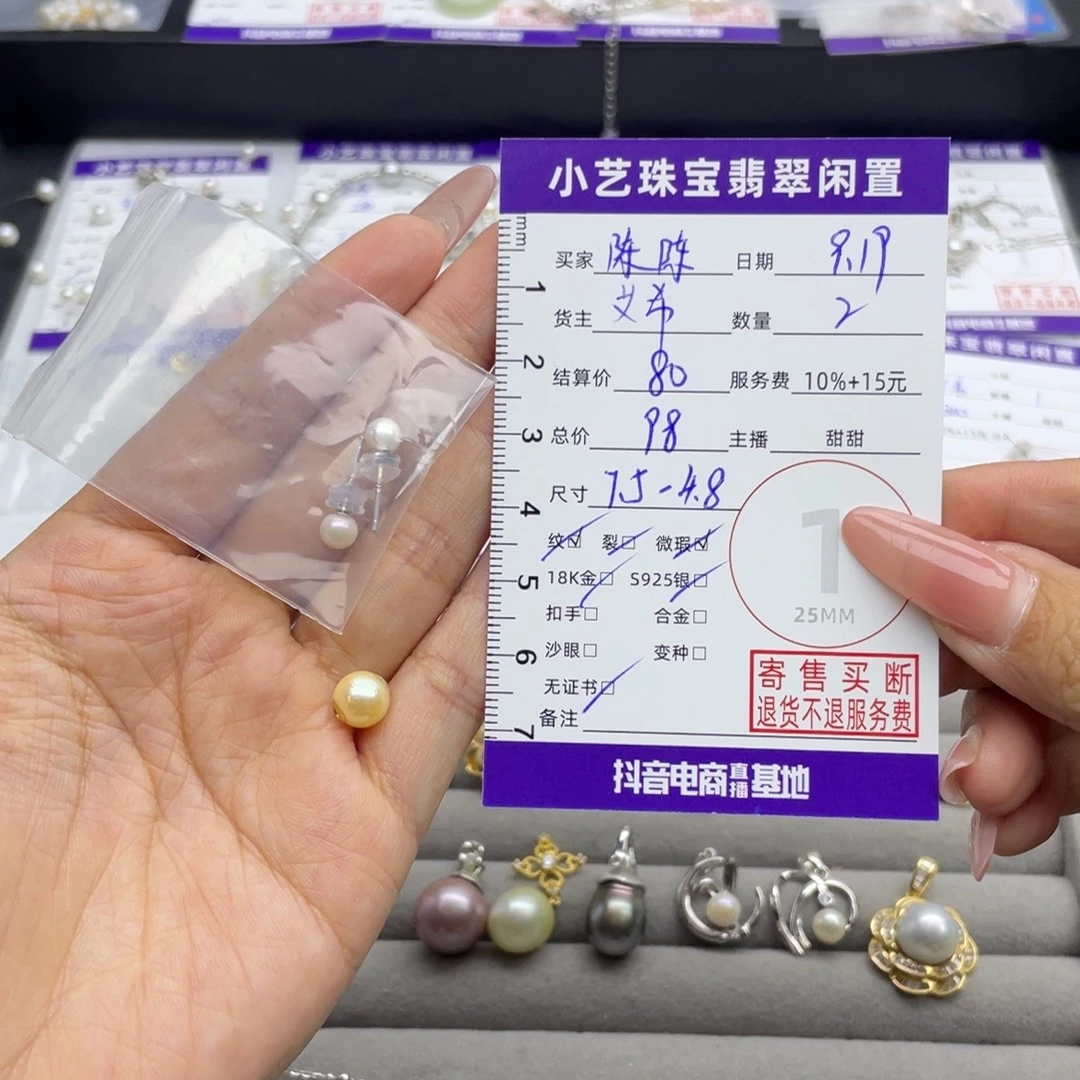 小艺珠宝翡翠闲置
mm
买家 陈陈 日期 9.19
货主 艾希 数量 2
结算价 80 服务费 10%+15元
总价 98 主播 甜甜
尺寸 7.5-4.8
纹☑ 裂□ 微瑕☑
18K金□ S925银□
扣手□ 合金□
沙眼□ 变种□
无证书□
备注
1
2
3
4
5
6
7
1
25MM
寄售买断
退货不退服务费
抖音电商直播基地